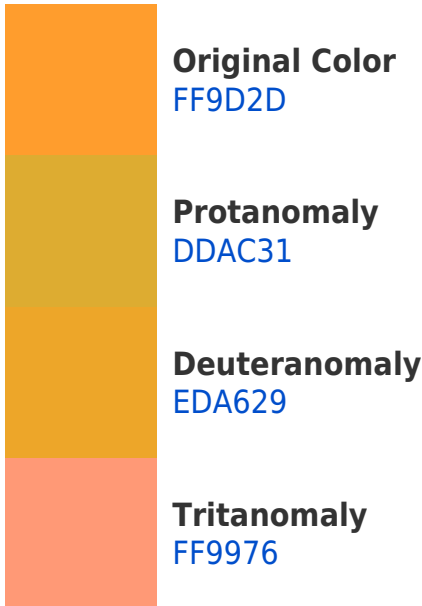 Original Color
FF9D2D
Protanomaly
DDAC31
Deuteranomaly
EDA629
Tritanomaly
FF9976